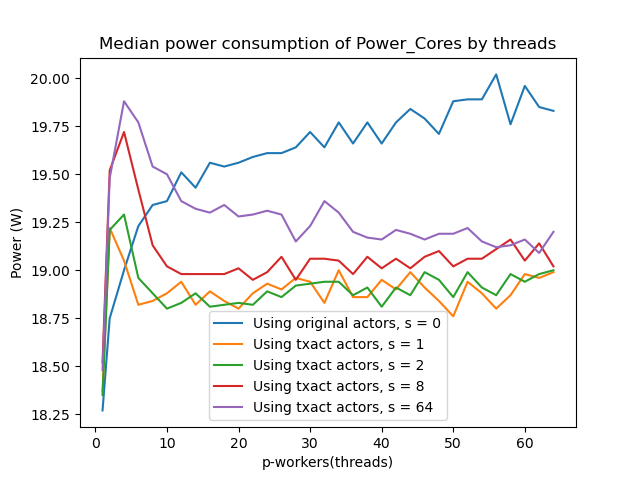 Median power consumption of Power_Cores by threads
20.00
19.75
19.50
19.25
19.00
18.75
18.50
18.25
Power (W)
Using original actors, s = 0
Using txact actors, s = 1
Using txact actors, s = 2
Using txact actors, s = 8
Using txact actors, s = 64
0 10 20 30 40 50 60
p-workers(threads)